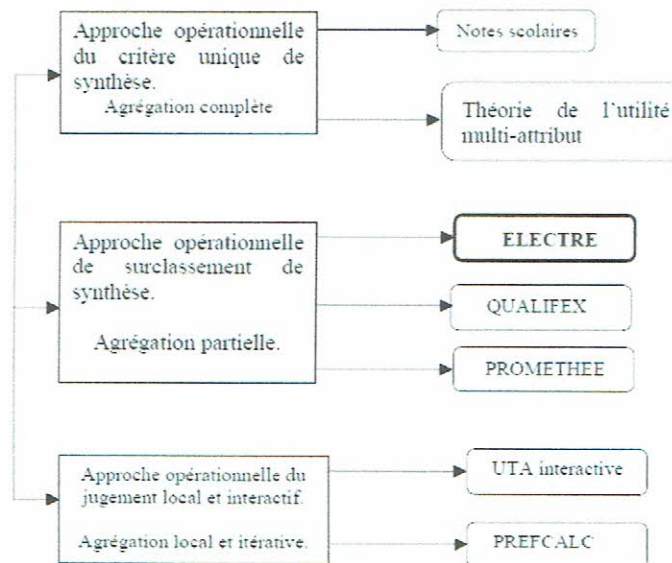 Approche opérationnelle
du critère unique de
synthèse.
Agrégation complète
Notes scolaires
Théorie de l'utilité
multi-attribut
Approche opérationnelle
de surclassement de
synthèse.
Agrégation partielle.
ELECTRE
QUALIFEX
PROMETHEE
Approche opérationnelle du
jugement local et interactif.
Agrégation local et itérative.
UTA interactive
PREFCALC